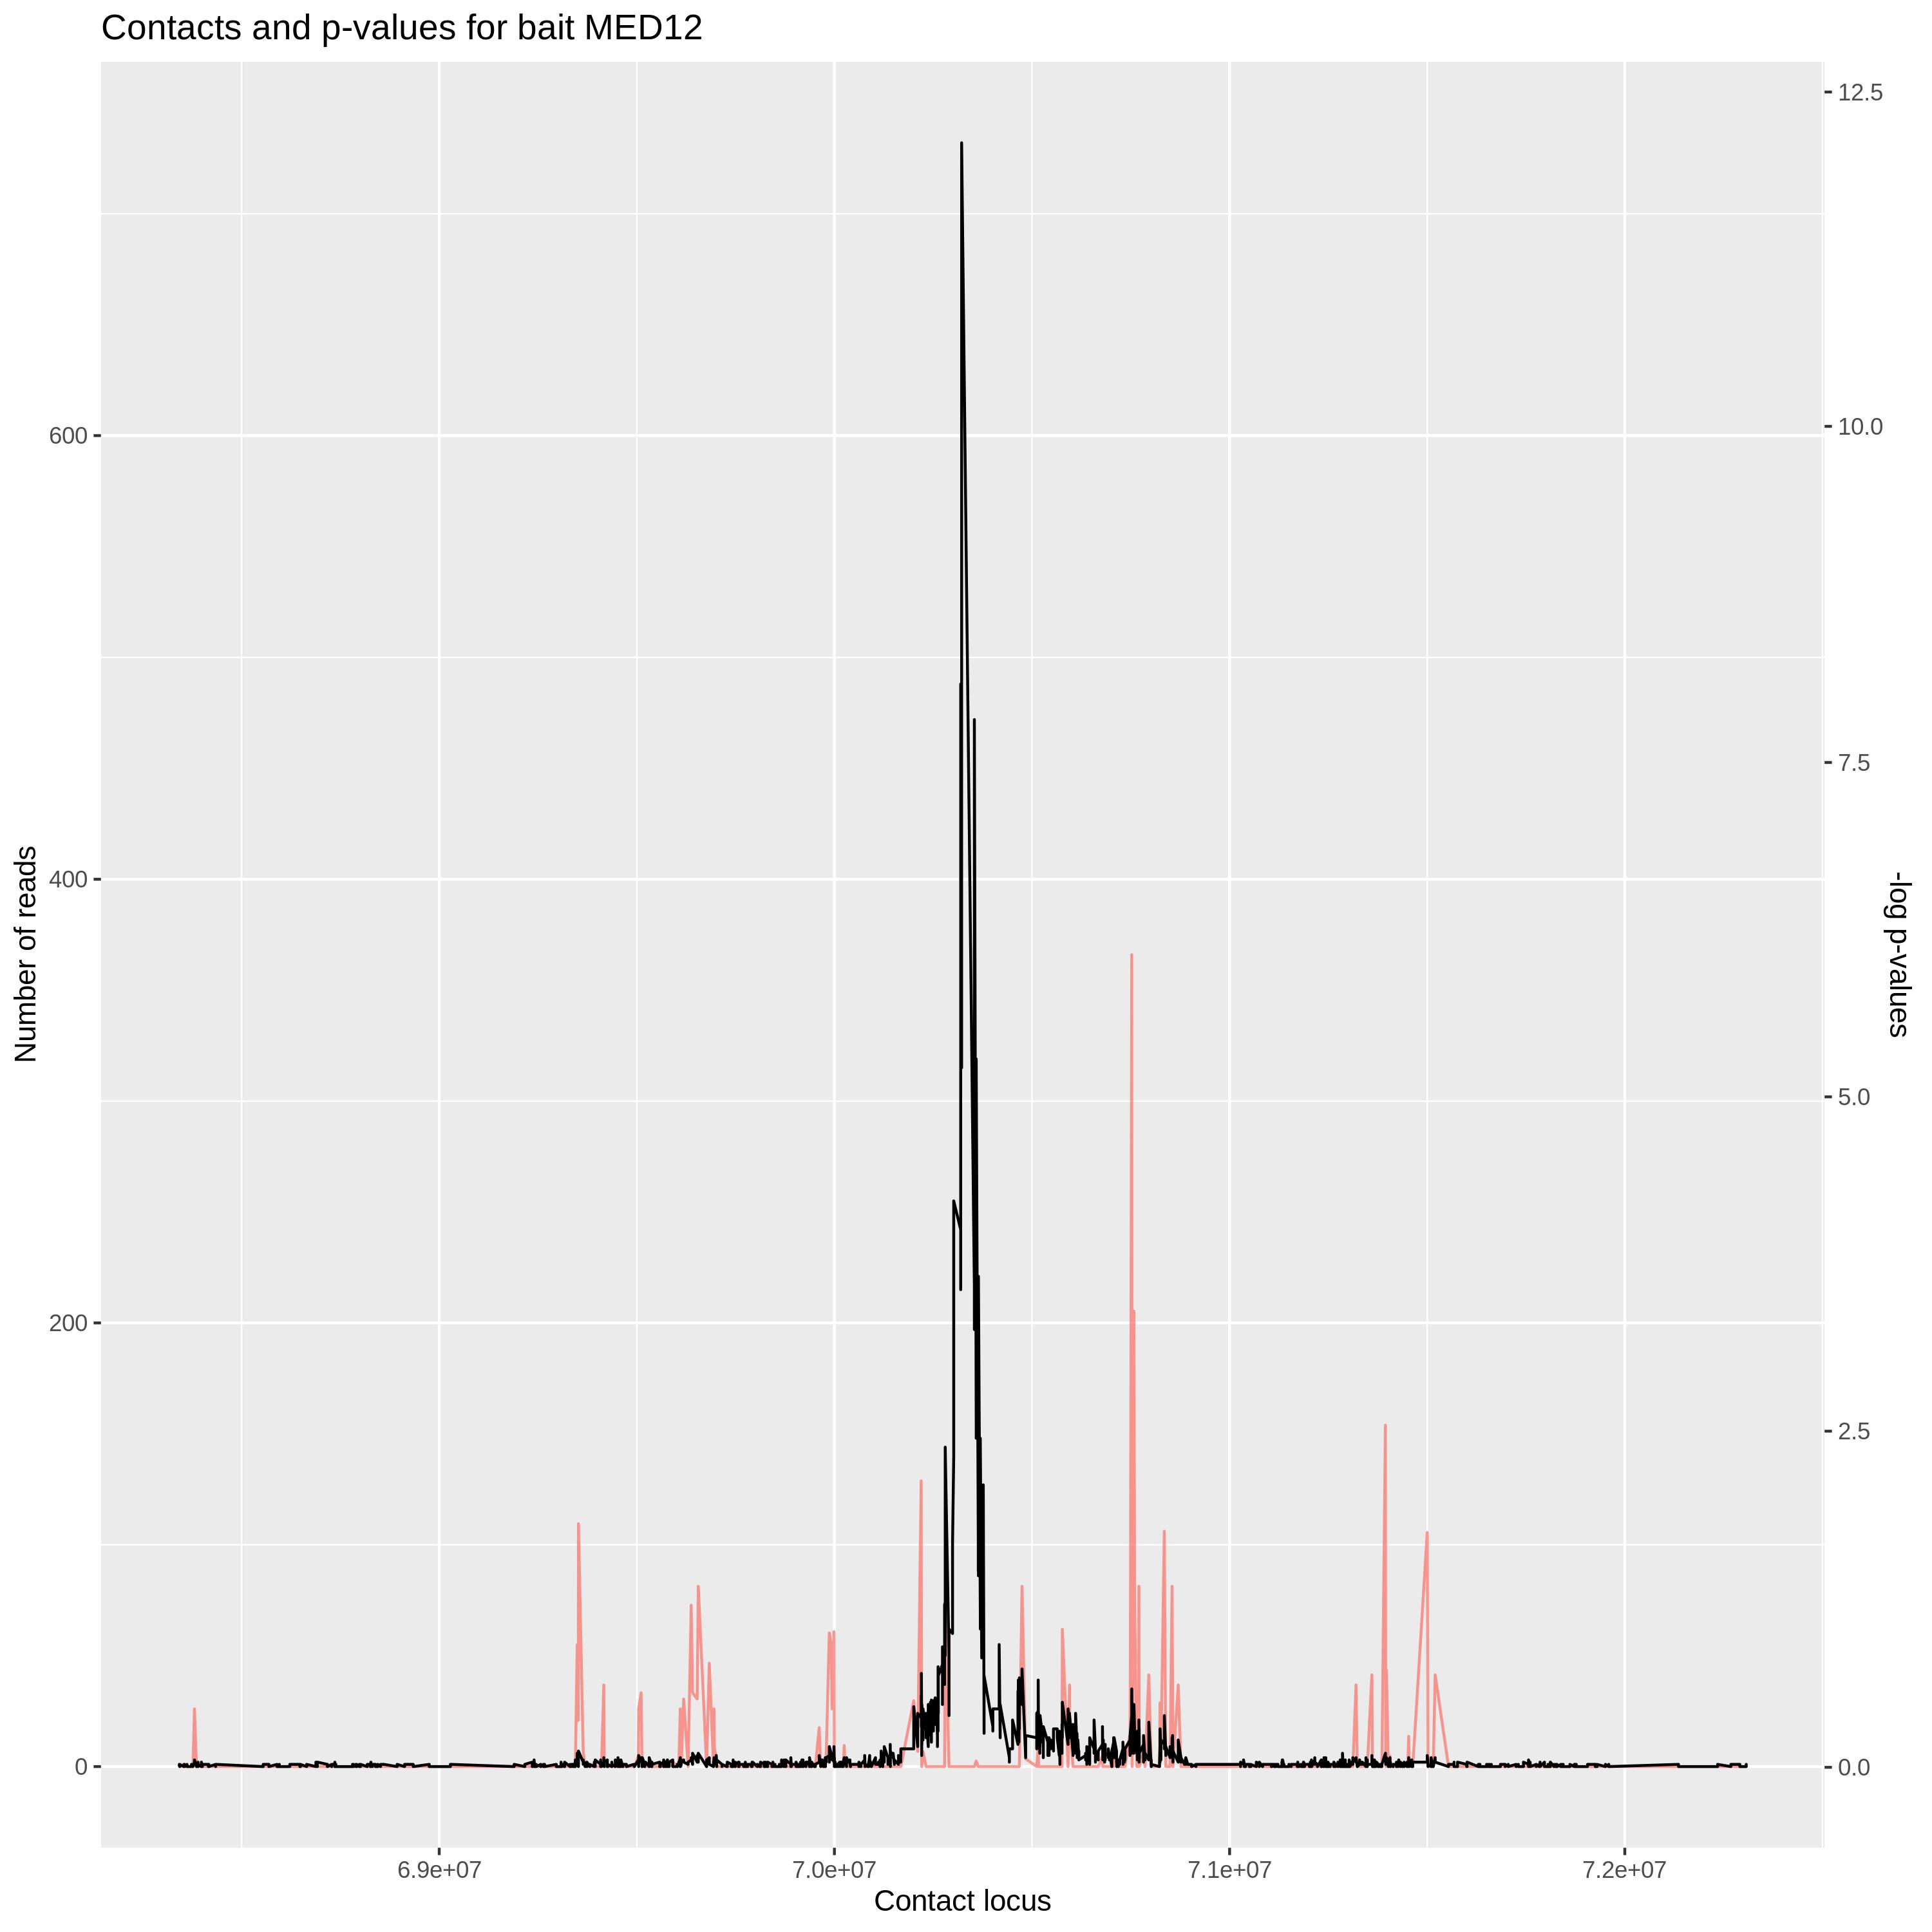 Contacts and p-values for bait MED12
12.5
10.0
7.5
5.0
2.5
0.0
-log p-values
600
400
200
0
Number of reads
6.9e+07 7.0e+07 7.1e+07 7.2e+07
Contact locus